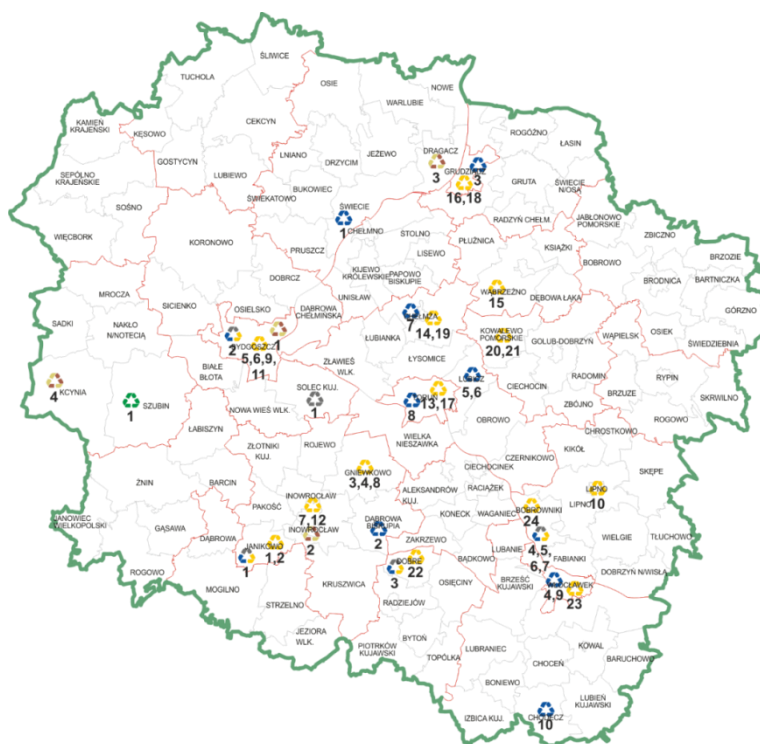 ŚLIWICE
TUCHOLA
OSIE
NOWE
CEKCYN
WARLUBIE
KAMIEŃ
KRAJEŃSKI
KĘSOWO
ROGÓŹNO
ŁASIN
LNIANO
DRZYCIM
JEŻEWO
DRAGACZ
3
GRUDZIĄDZ
3
16,18
GOSTYCYN
LUBIEWO
SĘPÓLNO
KRAJEŃSKIE
SOŚNO
GRUTA
ŚWIECIE
N/OSĄ
BUKOWIEC
ŚWIEKATOWO
ŚWIECIE
1
CHEŁMNO
RADZYŃ CHEŁM.
JABŁONOWO
POMORSKIE
ZBICZNO
WIĘCBORK
KORONOWO
PRUSZCZ
STOLNO
PŁUŻNICA
KSIĄŻKI
BOBROWO
BRZOZIE
LISEWO
KIJEWO
KRÓLEWSKIE
PAPOWO
BISKUPIE
BRODNICA
BARTNICZKA
DOBRCZ
UNISŁAW
WĄBRZEŹNO
15
DĘBOWA ŁĄKA
GÓRZNO
MROCZA
SICIENKO
OSIELSKO
DĄBROWA
CHEŁMIŃSKA
7
14,19
SADKI
NAKŁO
N/NOTECIĄ
2
BYDGOSZCZ
1
5,6,9,
11
ŁUBIANKA
KOWALEWO
POMORSKIE
20,21
GOLUB-DOBRZYŃ
WĄPIELSK
OSIEK
ŚWIEDZIEBNIA
ŁYSOMICE
ZŁAWIEŚ
WLK.
BIAŁE
BŁOTA
5,6
CIECHOCIN
RADOMIN
RYPIN
4
KCYNIA
SZUBIN
1
SOLEC KUJ.
1
8
13,17
ZBÓJNO
BRZUZE
SKRWILNO
NOWA WIEŚ WLK.
OBROWO
ROGOWO
ŁABISZYN
CHROSTKOWO
ZŁOTNIKI
KUJ.
ROJEWO
WIELKA
NIESZAWKA
CZERNIKOWO
KIKÓŁ
GNIEWKOWO
3,4,8
CIECHOCINEK
SKĘPE
ŻNIN
BARCIN
RACIĄŻEK
LIPNO
10
LIPNO
PAKOŚĆ
INOWROCŁAW
7,12
ALEKSANDRÓW
KUJ.
WAGANIEC
BOBROWNIKI
24
KONECK
JANOWIEC
WIELKOPOLSKI
GĄSAWA
DĄBROWA
INOWROCŁAW
2
DĄBROWA
BISKUPIA
2
ZAKRZEWO
4,5,
6,7
WIELGIE
TŁUCHOWO
JANIKOWO
1
1,2
LUBANIE
FABIANKI
DOBRE
3
22
BĄDKOWO
BRZEŚĆ
KUJAWSKI
WŁOCŁAWEK
4,9
23
DOBRZYŃ N/WISŁĄ
ROGOWO
MOGILNO
KRUSZWICA
OSIĘCINY
STRZELNO
RADZIEJÓW
JEZIORA
WLK.
BYTOŃ
PIOTRKÓW
KUJAWSKI
TOPÓLKA
LUBRANIEC
KOWAL
BARUCHOWO
CHOCEŃ
BONIEWO
LUBIEŃ
KUJAWSKI
IZBICA KUJ.
CHODECZ
10